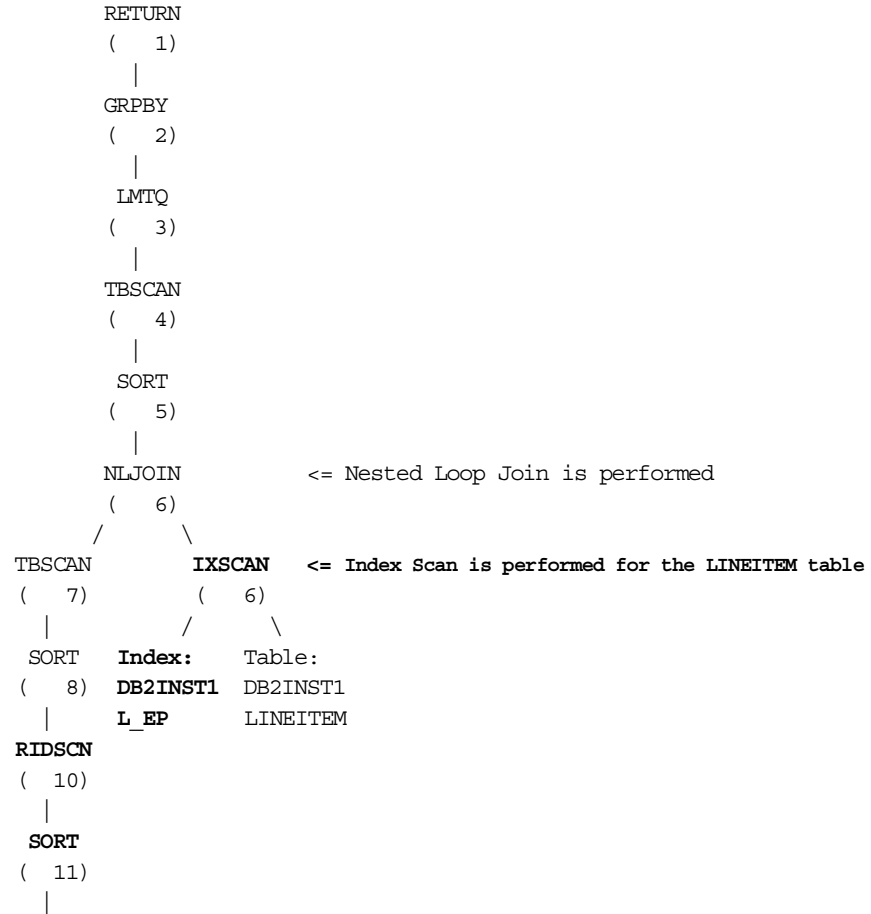 RETURN
(   1)
|
GRPBY
(   2)
|
LMTQ
(   3)
|
TBSCAN
(   4)
|
SORT
(   5)
|
NLJOIN <= Nested Loop Join is performed
(   6)
/ \
TBSCAN IXSCAN <= Index Scan is performed for the LINEITEM table
(   7) (   6)
| / \
SORT Index: Table:
(   8) DB2INST1 DB2INST1
| L_EP LINEITEM
RIDSCN
(  10)
|
SORT
(  11)
|